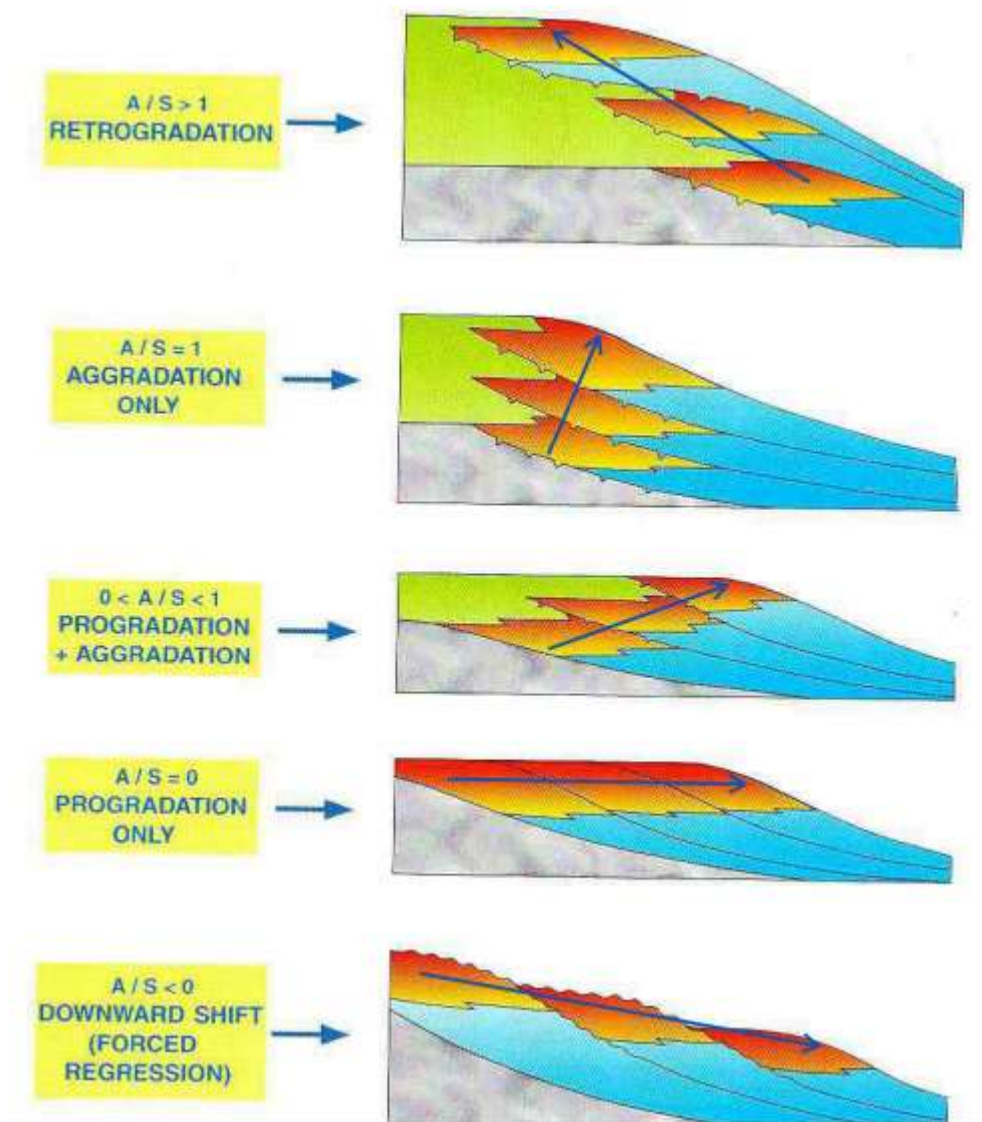 A / S > 1
RETROGRADATION
A / S = 1
AGGRADATION
ONLY
0 < A / S < 1
PROGRADATION
+ AGGRADATION
A / S = 0
PROGRADATION
ONLY
A / S < 0
DOWNWARD SHIFT
(FORCED
REGRESSION)